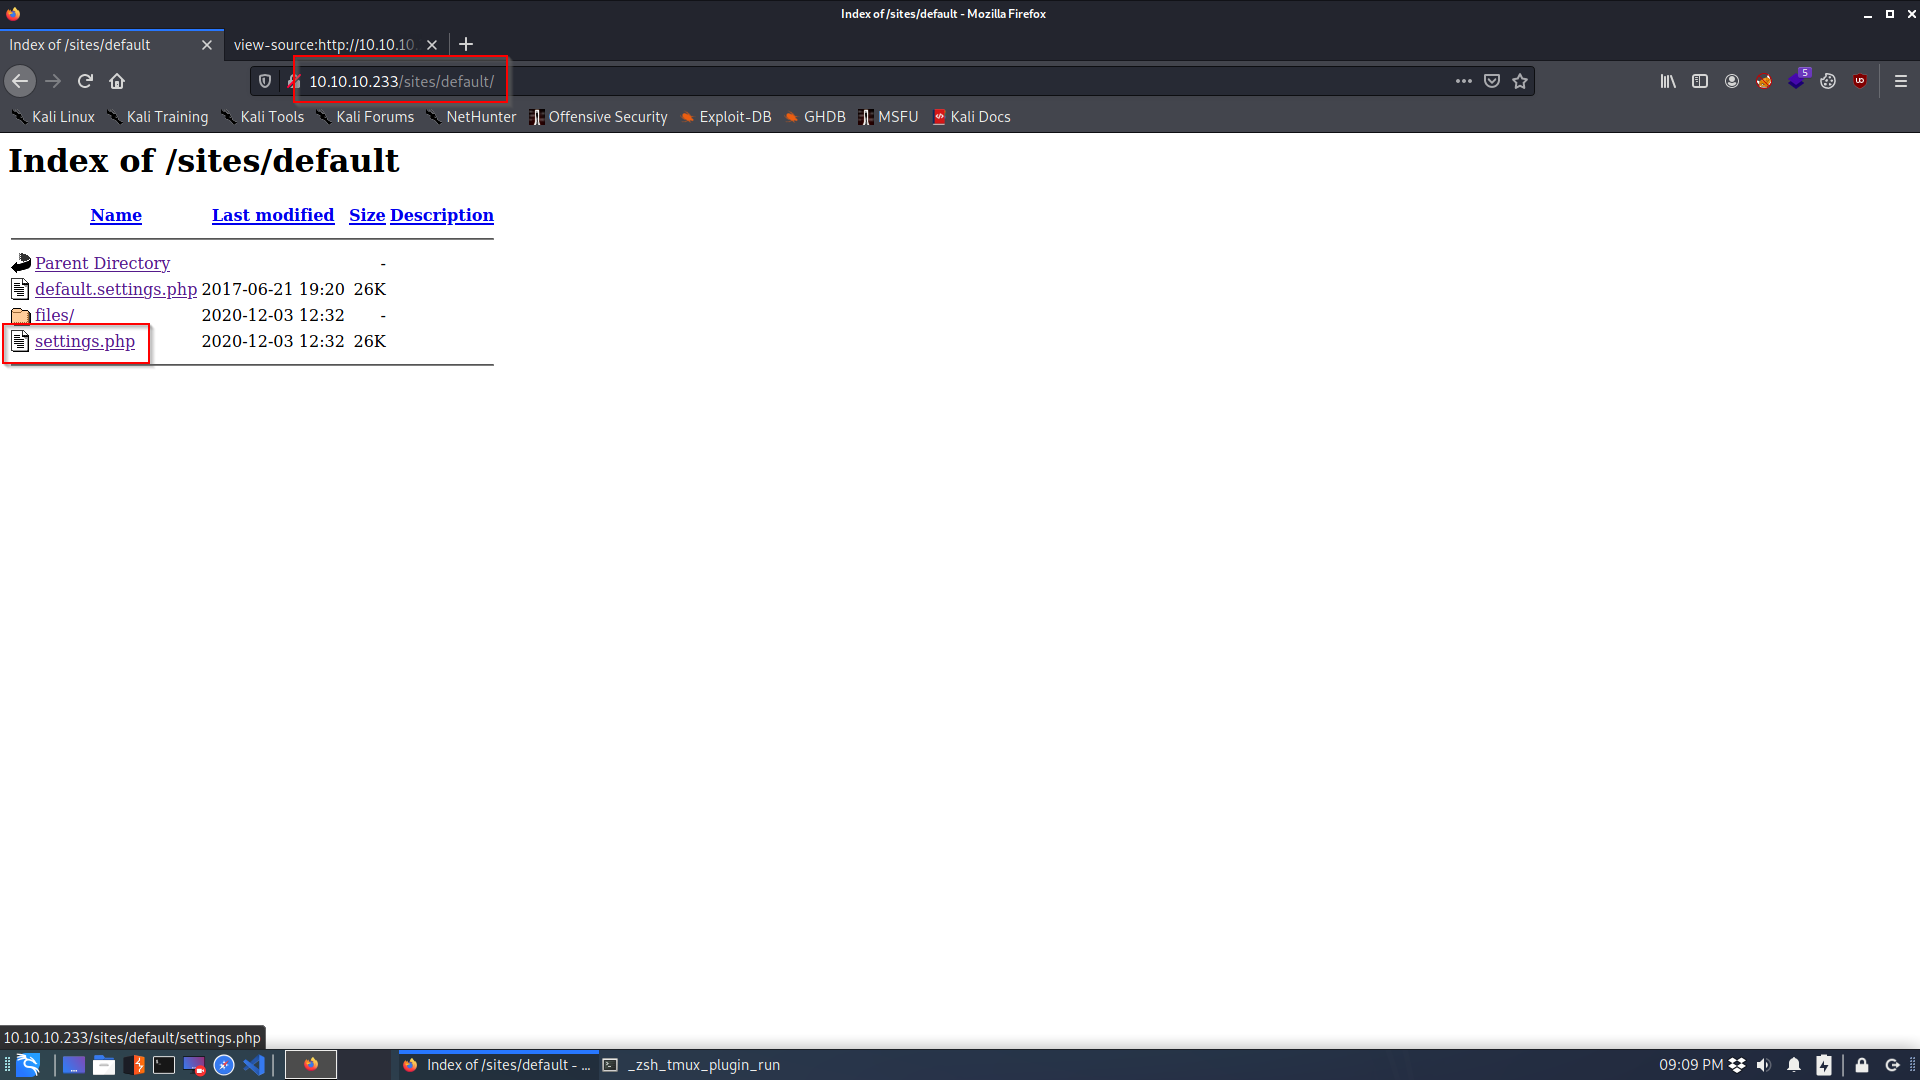 Index of /sites/default - Mozilla Firefox
Index of /sites/default
view-source:http://10.10.10.
10.10.10.233/sites/default/
5
Kali Linux Kali Training Kali Tools Kali Forums NetHunter Offensive Security Exploit-DB GHDB MSFU Kali Docs
Index of /sites/default
Name Last modified Size Description
Parent Directory -
default.settings.php 2017-06-21 19:20 26K
files/ 2020-12-03 12:32 -
settings.php 2020-12-03 12:32 26K
10.10.10.233/sites/default/settings.php
Index of /sites/default - ... _zsh_tmux_plugin_run 09:09 PM